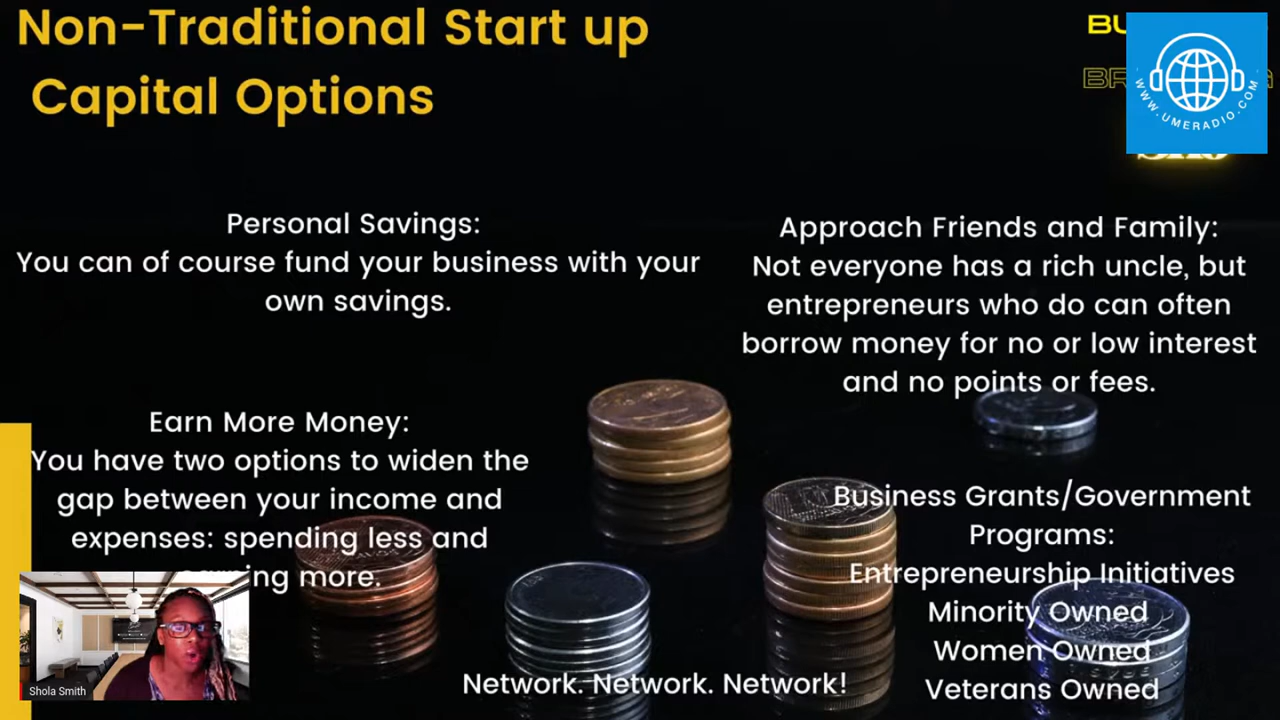 Non-Traditional Start up
Capital Options
WWW.UMERADIO.COM
Personal Savings:
You can of course fund your business with your
own savings.
Approach Friends and Family:
Not everyone has a rich uncle, but
entrepreneurs who do can often
borrow money for no or low interest
and no points or fees.
Earn More Money:
You have two options to widen the
gap between your income and
expenses: spending less and
more.
Business Grants/Government
Programs:
Entrepreneurship Initiatives
Minority Owned
Women Owned
Veterans Owned
Network. Network. Network!
Shola Smith